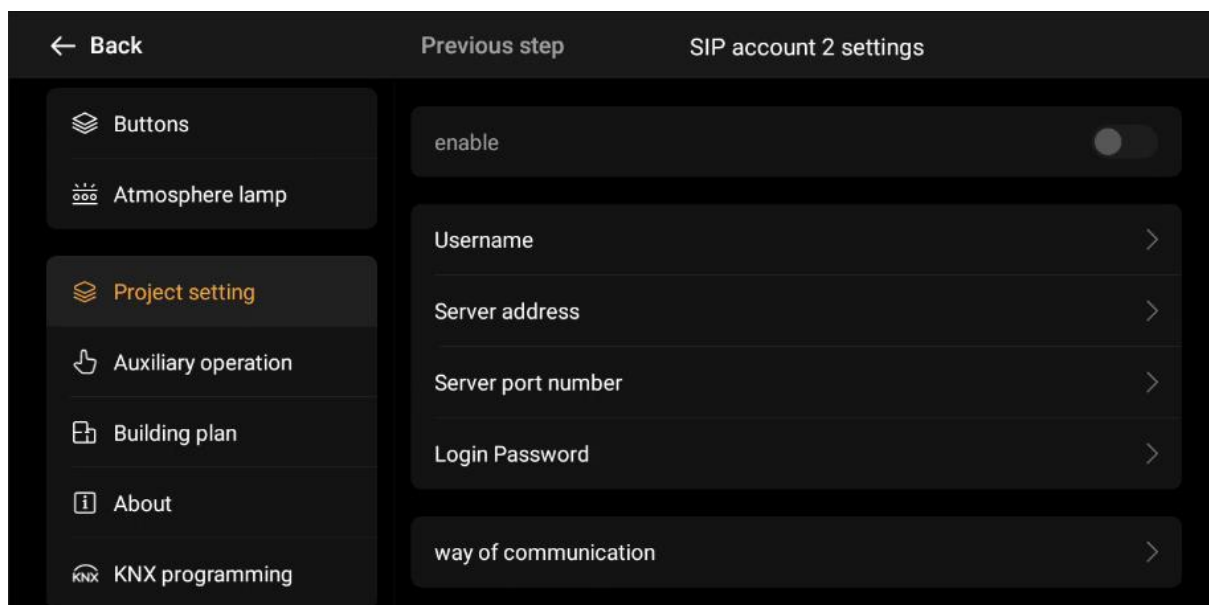 Back
Previous step
SIP account 2 settings
Buttons
Atmosphere lamp
Project setting
Auxiliary operation
Building plan
i About
KNX KNX programming
enable
Username
Server address
Server port number
Login Password
way of communication